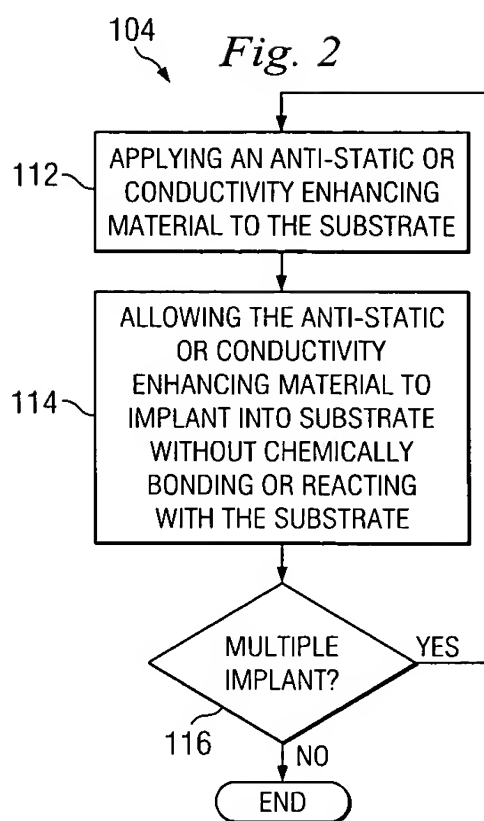 104
Fig. 2
112
APPLYING AN ANTI-STATIC OR
CONDUCTIVITY ENHANCING
MATERIAL TO THE SUBSTRATE
114
ALLOWING THE ANTI-STATIC
OR CONDUCTIVITY
ENHANCING MATERIAL TO
IMPLANT INTO SUBSTRATE
WITHOUT CHEMICALLY
BONDING OR REACTING
WITH THE SUBSTRATE
MULTIPLE
IMPLANT?
YES
116
NO
END